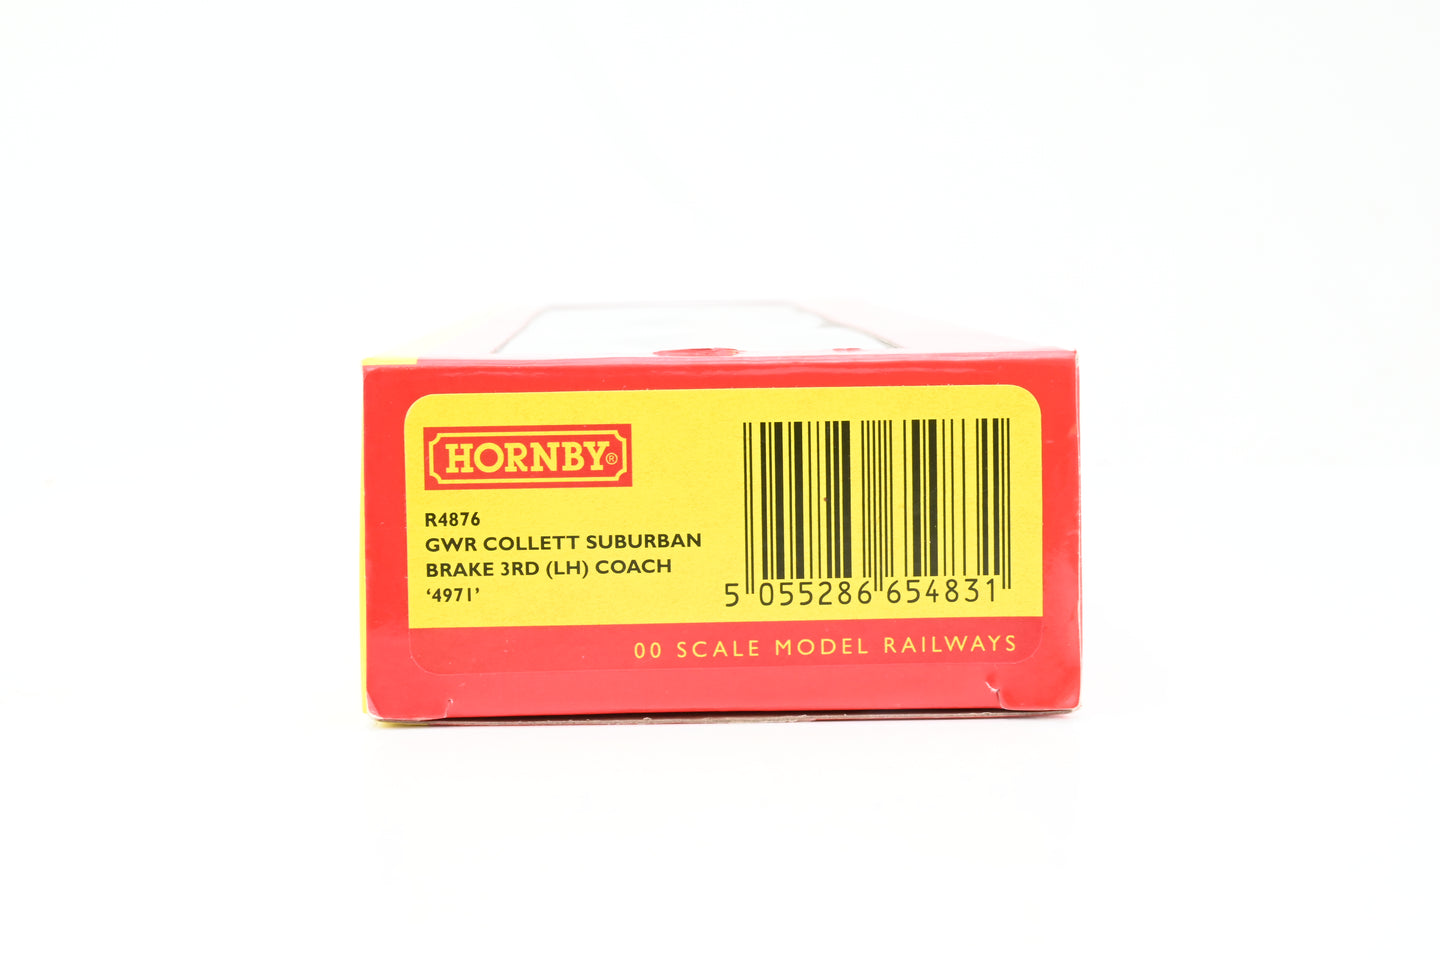 HORNBY®
R4876
GWR COLLETT SUBURBAN
BRAKE 3RD (LH) COACH
‘4971’
5 055286 654831
00 SCALE MODEL RAILWAYS